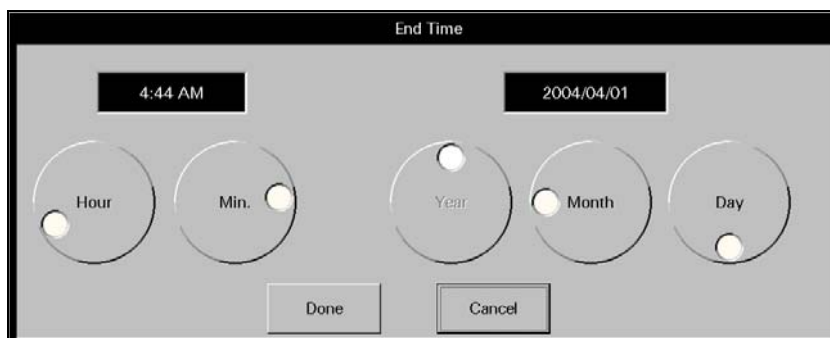 End Time
4:44 AM
2004/04/01
Hour
Min.
Year
Month
Day
Done
Cancel